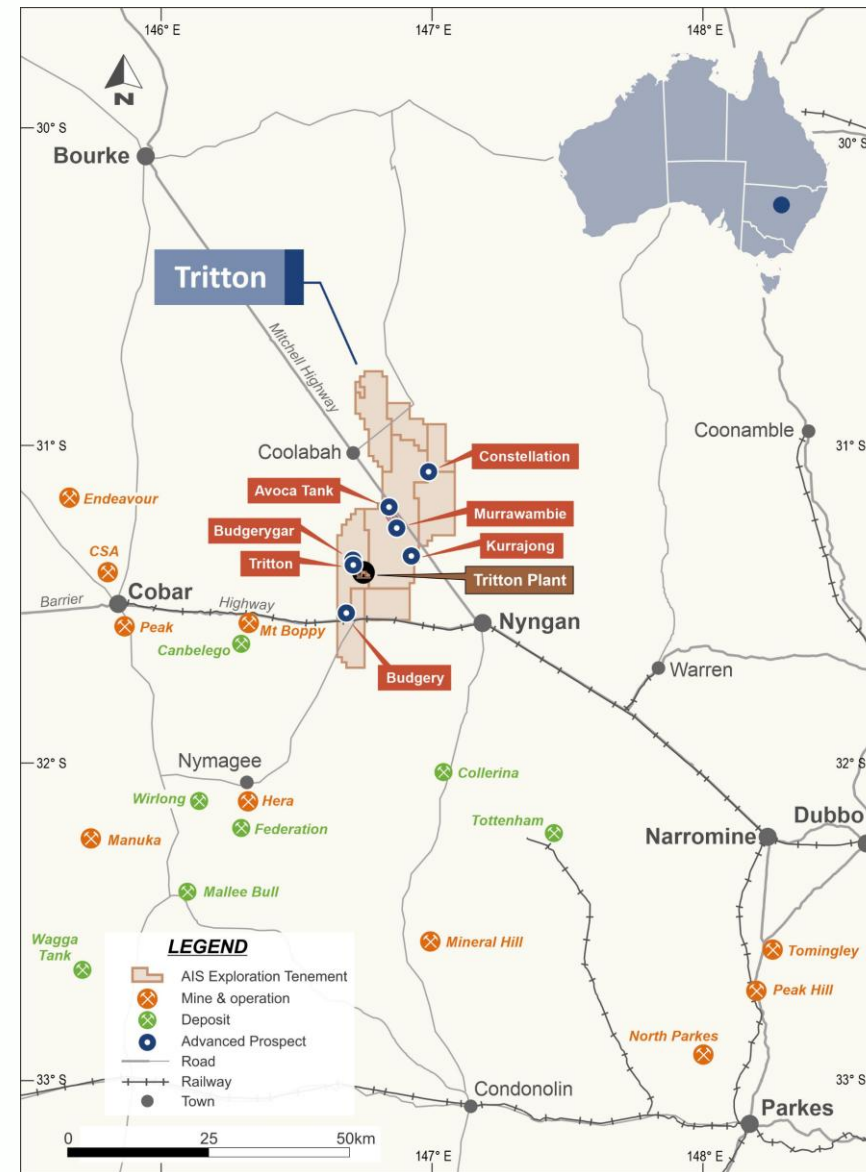 146° E
147° E
148° E
N
30° S
30° S
Bourke
Tritton
Mitchell Highway
Coolabah
Coonamble
31° S
31° S
Constellation
Avoca Tank
Endeavour
Murrawambie
Budgerygar
Kurrajong
CSA
Tritton
Tritton Plant
Cobar
Barrier
Highway
Mt Boppy
Nyngan
Peak
Canbelego
Warren
Budgery
32° S
32° S
Nymagee
Collerina
Wirlong
Hera
Dubbo
Federation
Tottenham
Narromine
Manuka
Mallee Bull
Wagga
Tank
Mineral Hill
Tomingley
Peak Hill
North Parkes
LEGEND
AIS Exploration Tenement
Mine & operation
Deposit
Advanced Prospect
Road
Railway
Town
33° S
33° S
Condonolin
Parkes
0
25
50km
147° E
148° E